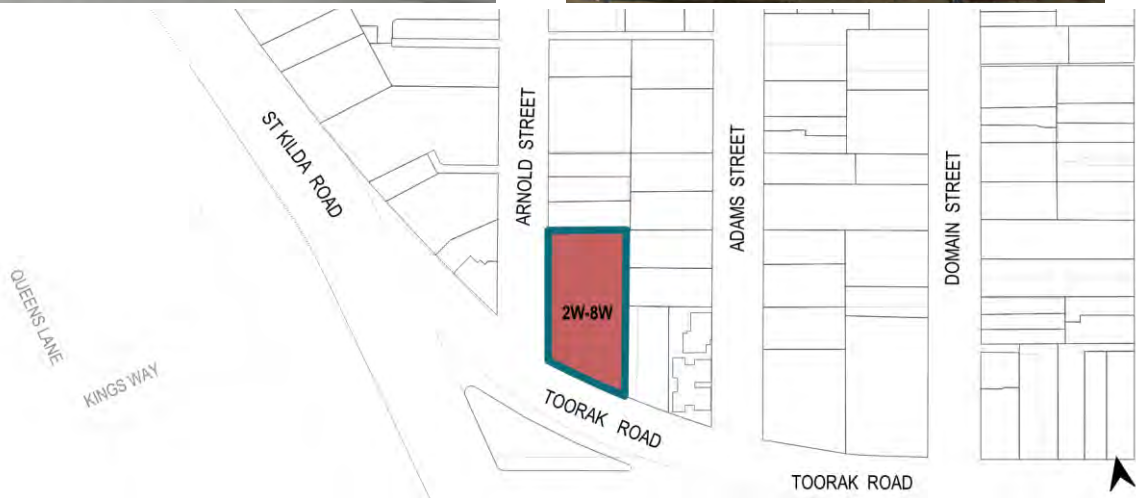 ST KILDA ROAD
ARNOLD STREET
ADAMS STREET
DOMAIN STREET
QUEENS LANE
KINGS WAY
2W-8W
TOORAK ROAD
TOORAK ROAD